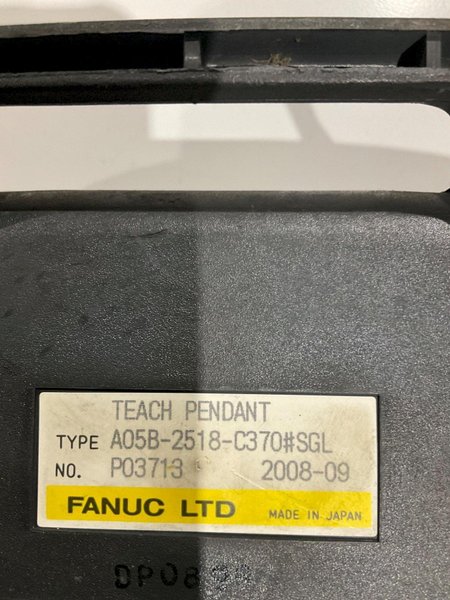 TEACH PENDANT
TYPE A05B-2518-C370#SGL
NO. P03713 2008-09
FANUC LTD MADE IN JAPAN